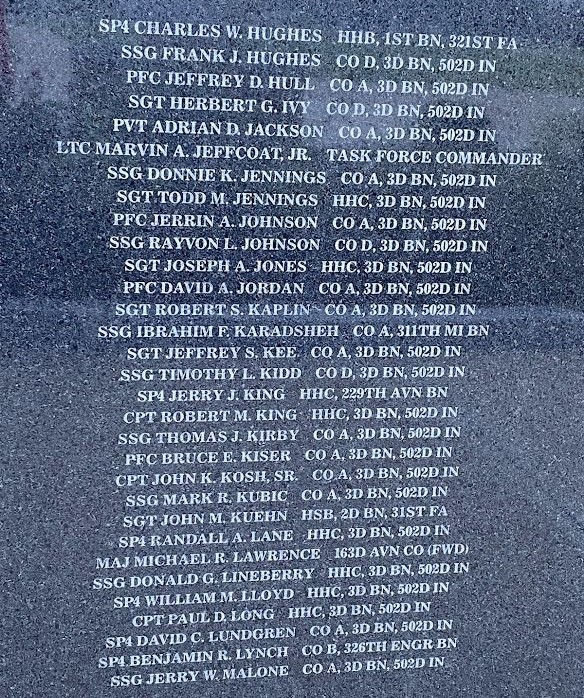 SP4 CHARLES W. HUGHES HHB, 1ST BN, 321ST FA
SSG FRANK J. HUGHES CO D, 3D BN, 502D IN
PFC JEFFREY D. HULL CO A, 3D BN, 502D IN
SGT HERBERT G. IVY CO D, 3D BN, 502D IN
PVT ADRIAN D. JACKSON CO A, 3D BN, 502D IN
LTC MARVIN A. JEFFCOAT, JR. TASK FORCE COMMANDER
SSG DONNIE K. JENNINGS CO A, 3D BN, 502D IN
SGT TODD M. JENNINGS HHC, 3D BN, 502D IN
PFC JERRIN A. JOHNSON CO A, 3D BN, 502D IN
SSG RAYVON L. JOHNSON CO D, 3D BN, 502D IN
SGT JOSEPH A. JONES HHC, 3D BN, 502D IN
PFC DAVID A. JORDAN CO A, 3D BN, 502D IN
SGT ROBERT S. KAPLIN CO A, 3D BN, 502D IN
SSG IBRAHIM F. KARADSHEH CO A, 311TH MI BN
SGT JEFFREY S. KEE CO A, 3D BN, 502D IN
SSG TIMOTHY L. KIDD CO D, 3D BN, 502D IN
SP4 JERRY J. KING HHC, 229TH AVN BN
CPT ROBERT M. KING HHC, 3D BN, 502D IN
SSG THOMAS J. KIRBY CO A, 3D BN, 502D IN
PFC BRUCE E. KISER CO A, 3D BN, 502D IN
CPT JOHN K. KOSH, SR. CO A, 3D BN, 502D IN
SSG MARK R. KUBIC CO A, 3D BN, 502D IN
SGT JOHN M. KUEHN HSB, 2D BN, 31ST FA
SP4 RANDALL A. LANE HHC, 3D BN, 502D IN
MAJ MICHAEL R. LAWRENCE 163D AVN CO (FWD)
SSG DONALD G. LINEBERRY HHC, 3D BN, 502D IN
SP4 WILLIAM M. LLOYD HHC, 3D BN, 502D IN
CPT PAUL D. LONG HHC, 3D BN, 502D IN
SP4 DAVID C. LUNDGREN CO A, 3D BN, 502D IN
SP4 BENJAMIN R. LYNCH CO B, 326TH ENGR BN
SSG JERRY W. MALONE CO A, 3D BN, 502D IN